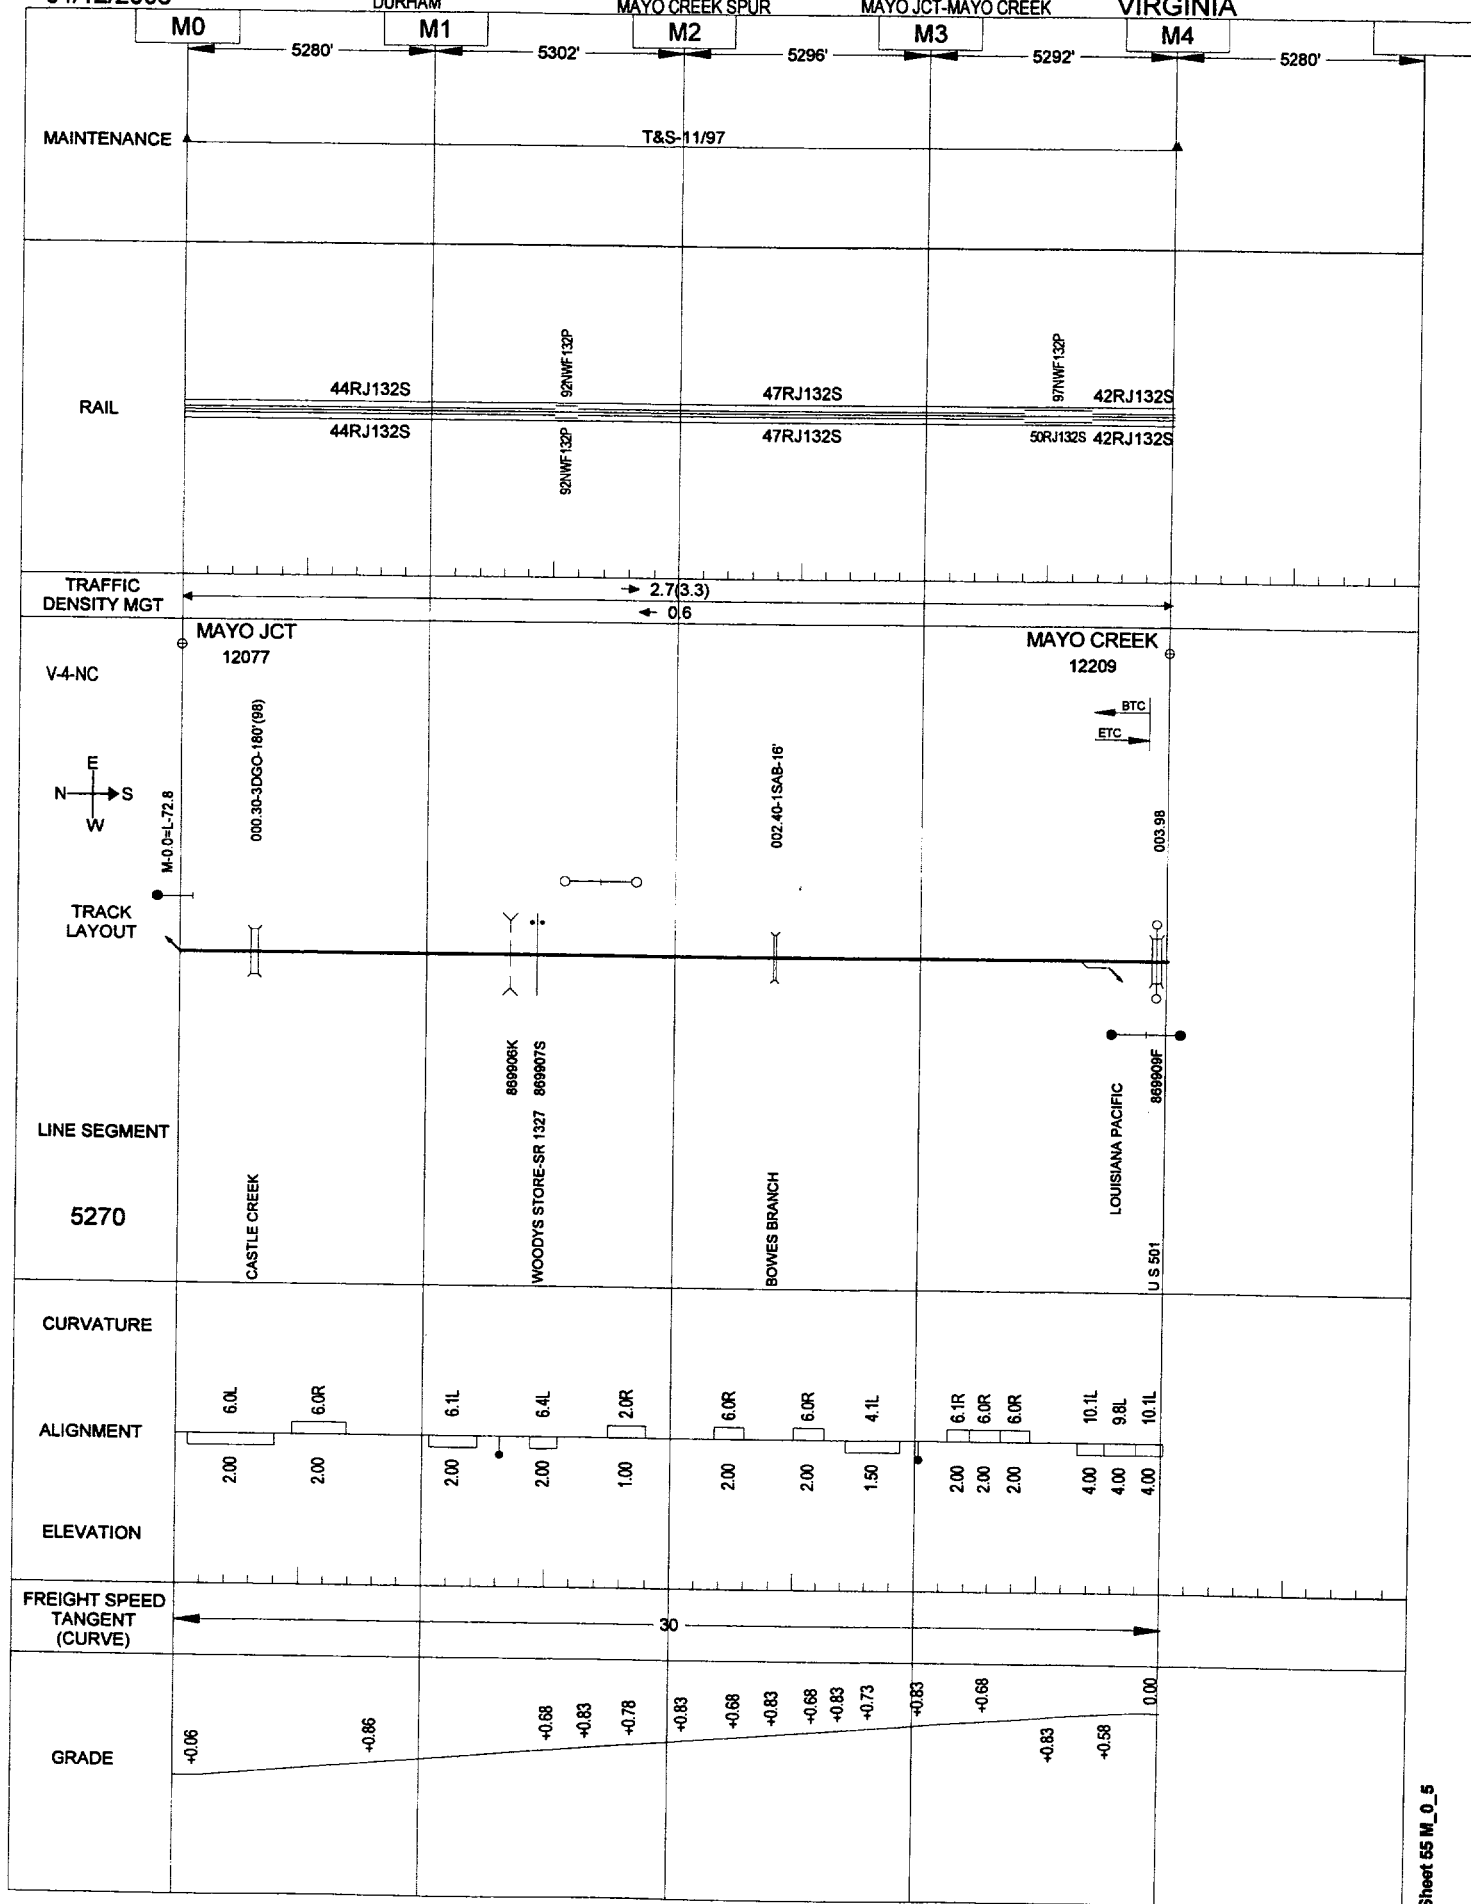 DURHAM MAYO CREEK SPUR MAYO JCT-MAYO CREEK VIRGINIA
M0 M1 M2 M3 M4
5280' 5302' 5296' 5292' 5280'
MAINTENANCE
T&S-11/97
RAIL
44RJ132S 92NWF132P 47RJ132S 97NWF132P 42RJ132S
44RJ132S 92NWF132P 47RJ132S 50RJ132S 42RJ132S
TRAFFIC
DENSITY MGT
2.7(3.3)
0.6
MAYO JCT
12077
MAYO CREEK
12209
V-4-NC
BTC
ETC
E
N S
W
M-0.0=L-72.8
000.30-3DGO-180'(98)
002.40-1SAB-16'
003.98
TRACK
LAYOUT
869906K
869907S
869909F
LINE SEGMENT
5270
CASTLE CREEK
WOODYS STORE-SR 1327
BOWES BRANCH
LOUISIANA PACIFIC
U S 501
CURVATURE
6.0L 6.0R 6.1L 6.4L 2.0R 6.0R 6.0R 4.1L 6.1R 6.0R 6.0R 10.1L 9.8L 10.1L
ALIGNMENT
2.00 2.00 2.00 2.00 1.00 2.00 2.00 1.50 2.00 2.00 2.00 4.00 4.00 4.00
ELEVATION
FREIGHT SPEED
TANGENT
(CURVE)
30
GRADE
+0.06 +0.86 +0.68 +0.83 +0.78 +0.83 +0.68 +0.83 +0.68 +0.83 +0.73 +0.83 +0.68 +0.83 +0.58 0.00
Sheet 55 M_0_5